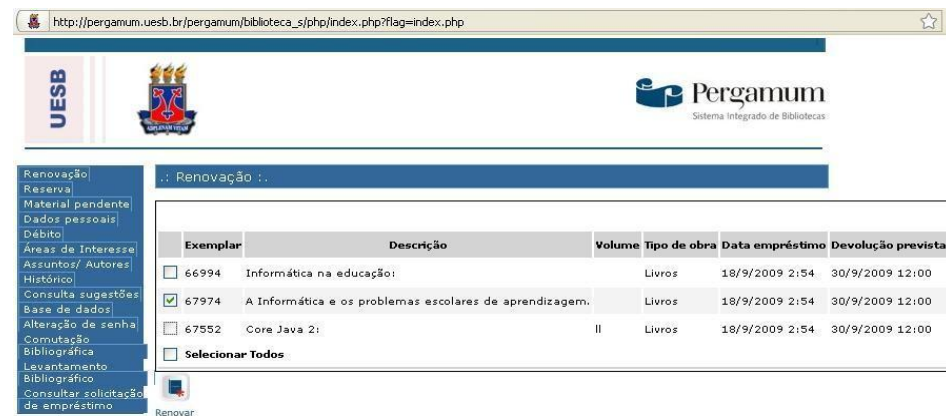 http://pergamum.uesb.br/pergamum/biblioteca_s/php/index.php?flag=index.php
UESB
Pergamum
Sistema Integrado de Bibliotecas
Renovação
Reserva
Material pendente
Dados pessoais
Débito
Áreas de Interesse
Assuntos/ Autores
Histórico
Consulta sugestões
Base de dados
Alteração de senha
Comutação
Bibliográfica
Levantamento
Bibliográfico
Consultar solicitação
de empréstimo
.: Renovação :.
Exemplar Descrição Volume Tipo de obra Data empréstimo Devolução prevista
66994 Informática na educação: Livros 18/9/2009 2:54 30/9/2009 12:00
67974 A Informática e os problemas escolares de aprendizagem. Livros 18/9/2009 2:54 30/9/2009 12:00
67552 Core Java 2: II Livros 18/9/2009 2:54 30/9/2009 12:00
Selecionar Todos
Renovar